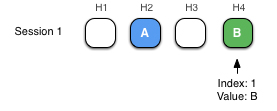 H1 H2 H3 H4
Session 1 A B
Index: 1
Value: B